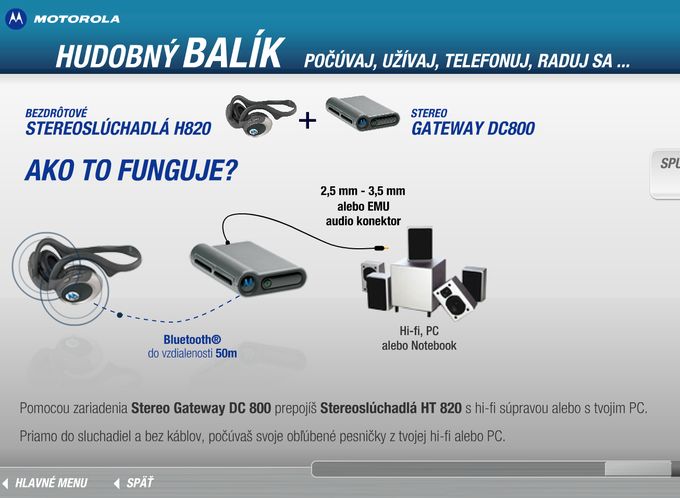 MOTOROLA
HUDOBNÝ BALÍK POČÚVAJ, UŽÍVAJ, TELEFONUJ, RADUJ SA ...
BEZDRÔTOVÉ
STEREOSLÚCHADLÁ H820
+
STEREO
GATEWAY DC800
AKO TO FUNGUJE?
SPU
2,5 mm - 3,5 mm
alebo EMU
audio konektor
Bluetooth®
do vzdialenosti 50m
Hi-fi, PC
alebo Notebook
Pomocou zariadenia Stereo Gateway DC 800 prepojíš Stereoslúchadlá HT 820 s hi-fi súpravou alebo s tvojim PC.
Priamo do sluchadiel a bez káblov, počúvaš svoje obľúbené pesničky z tvojej hi-fi alebo PC.
HLAVNÉ MENU
SPÄŤ